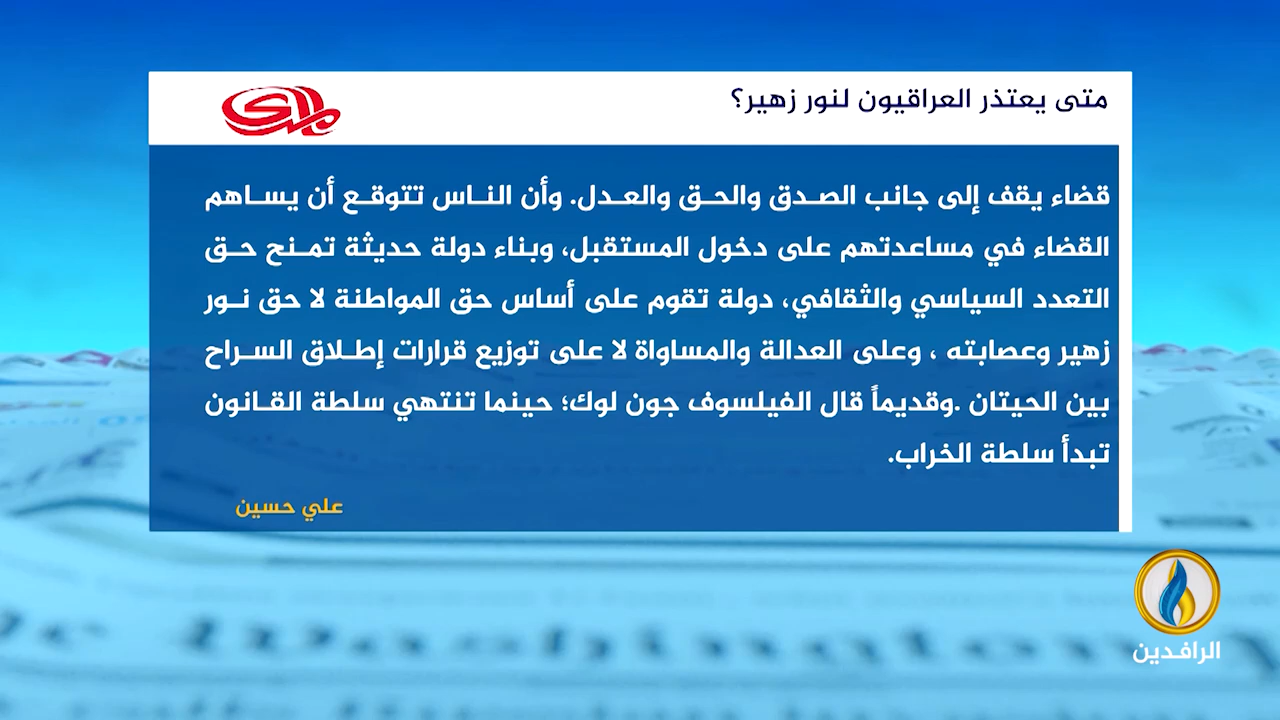 متى يعتذر العراقيون لنور زهير؟
المدى
قضاء يقف إلى جانب الصدق والحق والعدل. وأن الناس تتوقع أن يساهم
القضاء في مساعدتهم على دخول المستقبل، وبناء دولة حديثة تمنح حق
التعدد السياسي والثقافي، دولة تقوم على أساس حق المواطنة لا حق نور
زهير وعصابته ، وعلى العدالة والمساواة لا على توزيع قرارات إطلاق السراح
بين الحيتان .وقديماً قال الفيلسوف جون لوك؛ حينما تنتهي سلطة القانون
تبدأ سلطة الخراب.
علي حسين
الرافدين